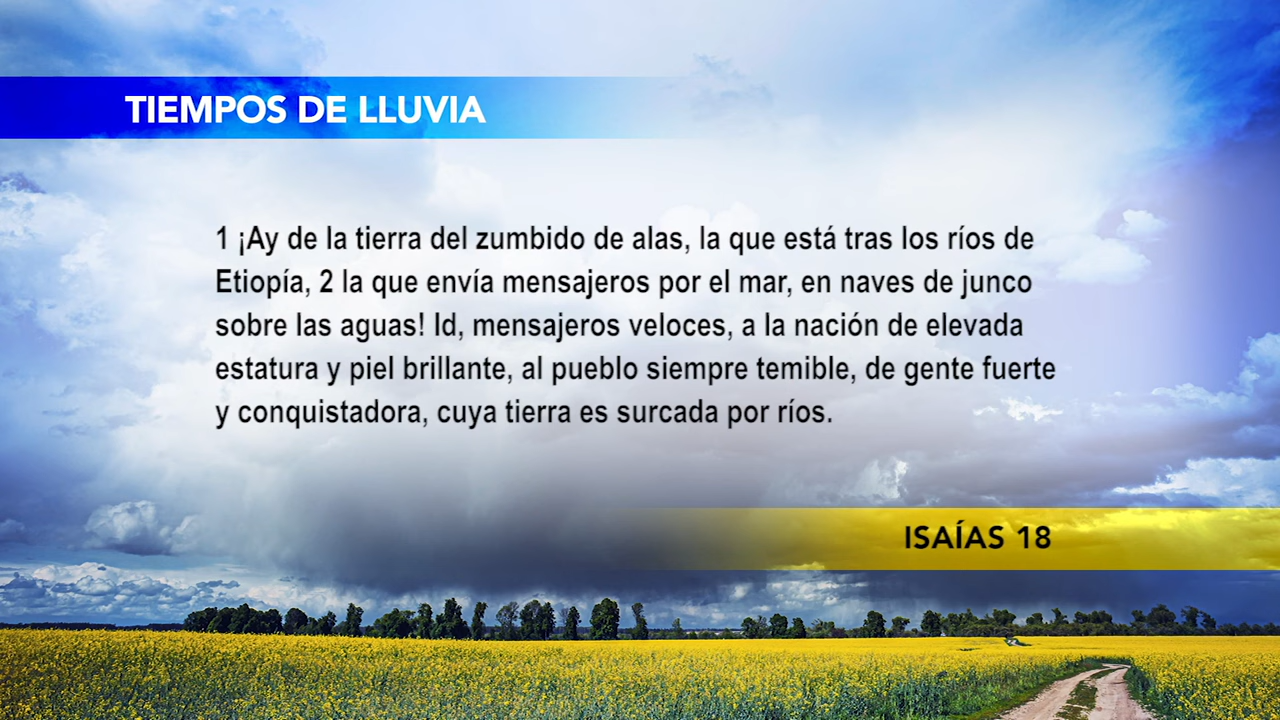 TIEMPOS DE LLUVIA
1 ¡Ay de la tierra del zumbido de alas, la que está tras los ríos de
Etiopía, 2 la que envía mensajeros por el mar, en naves de junco
sobre las aguas! Id, mensajeros veloces, a la nación de elevada
estatura y piel brillante, al pueblo siempre temible, de gente fuerte
y conquistadora, cuya tierra es surcada por ríos.
ISAÍAS 18